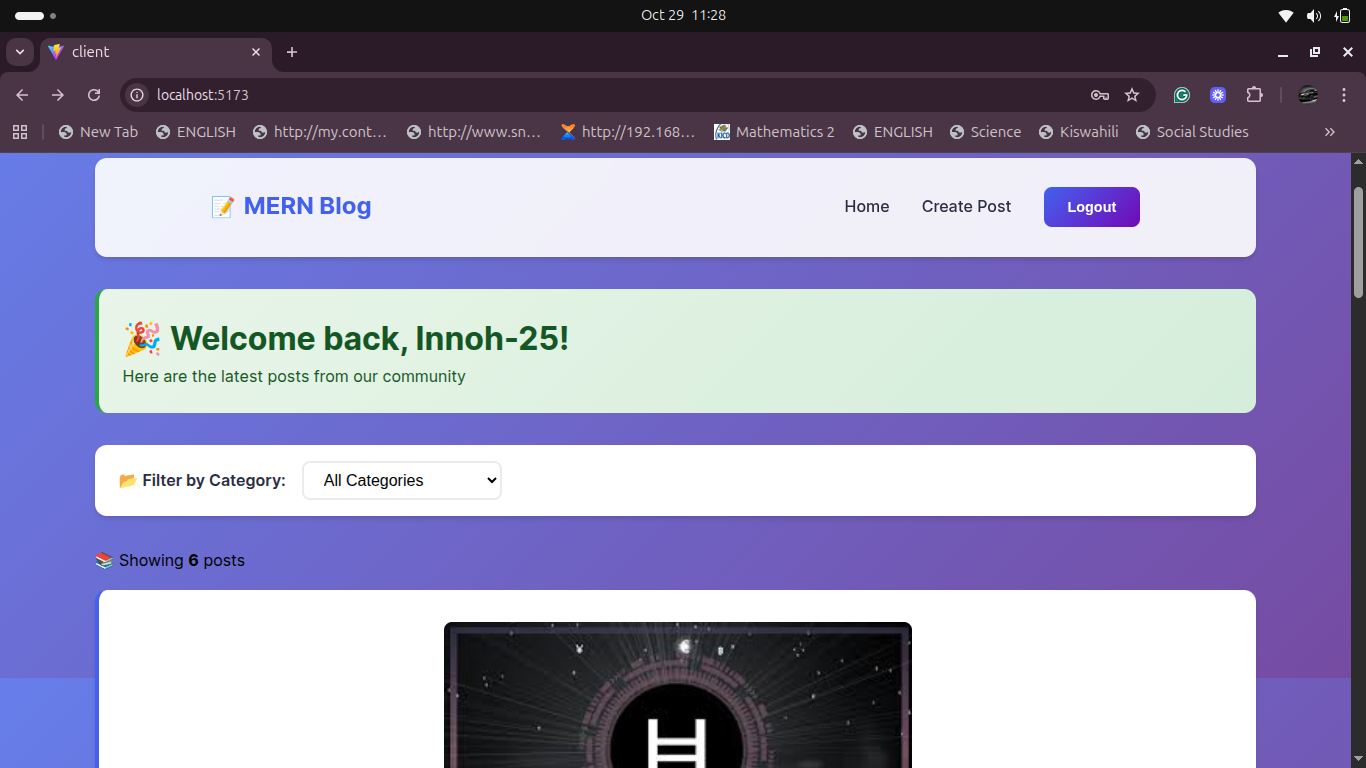 Oct 29 11:28
client
localhost:5173
New Tab
ENGLISH
http://my.cont...
http://www.sn...
http://192.168...
Mathematics 2
ENGLISH
Science
Kiswahili
Social Studies
»
📝 MERN Blog
Home
Create Post
Logout
🎉 Welcome back, Innoh-25!
Here are the latest posts from our community
📂 Filter by Category:
All Categories
📚 Showing 6 posts